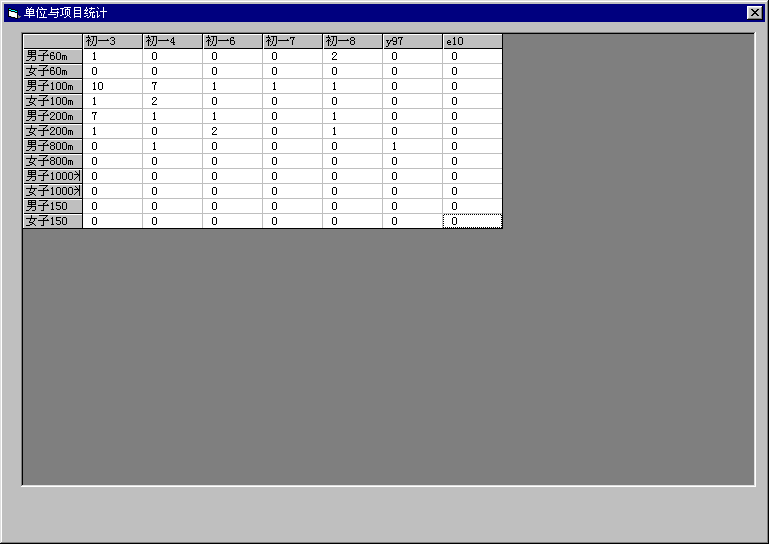 单位与项目统计
初一3 初一4 初一6 初一7 初一8 y97 e10
男子60m 1 0 0 0 2 0 0
女子60m 0 0 0 0 0 0 0
男子100m 10 7 1 1 1 0 0
女子100m 1 2 0 0 0 0 0
男子200m 7 1 1 0 1 0 0
女子200m 1 0 2 0 1 0 0
男子800m 0 1 0 0 0 1 0
女子800m 0 0 0 0 0 0 0
男子1000米 0 0 0 0 0 0 0
女子1000米 0 0 0 0 0 0 0
男子150 0 0 0 0 0 0 0
女子150 0 0 0 0 0 0 0